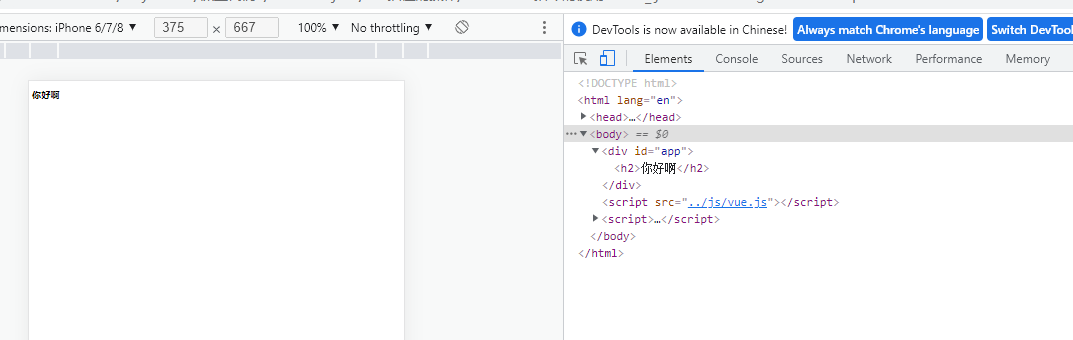 mensions: iPhone 6/7/8 ▼ 375 × 667 100% ▼ No throttling ▼
DevTools is now available in Chinese! Always match Chrome's language Switch DevTool
Elements Console Sources Network Performance Memory
你好啊
<!DOCTYPE html>
<html lang="en">
<head>…</head>
<body> == $0
<div id="app">
<h2>你好啊</h2>
</div>
<script src="../js/vue.js"></script>
<script>…</script>
</body>
</html>